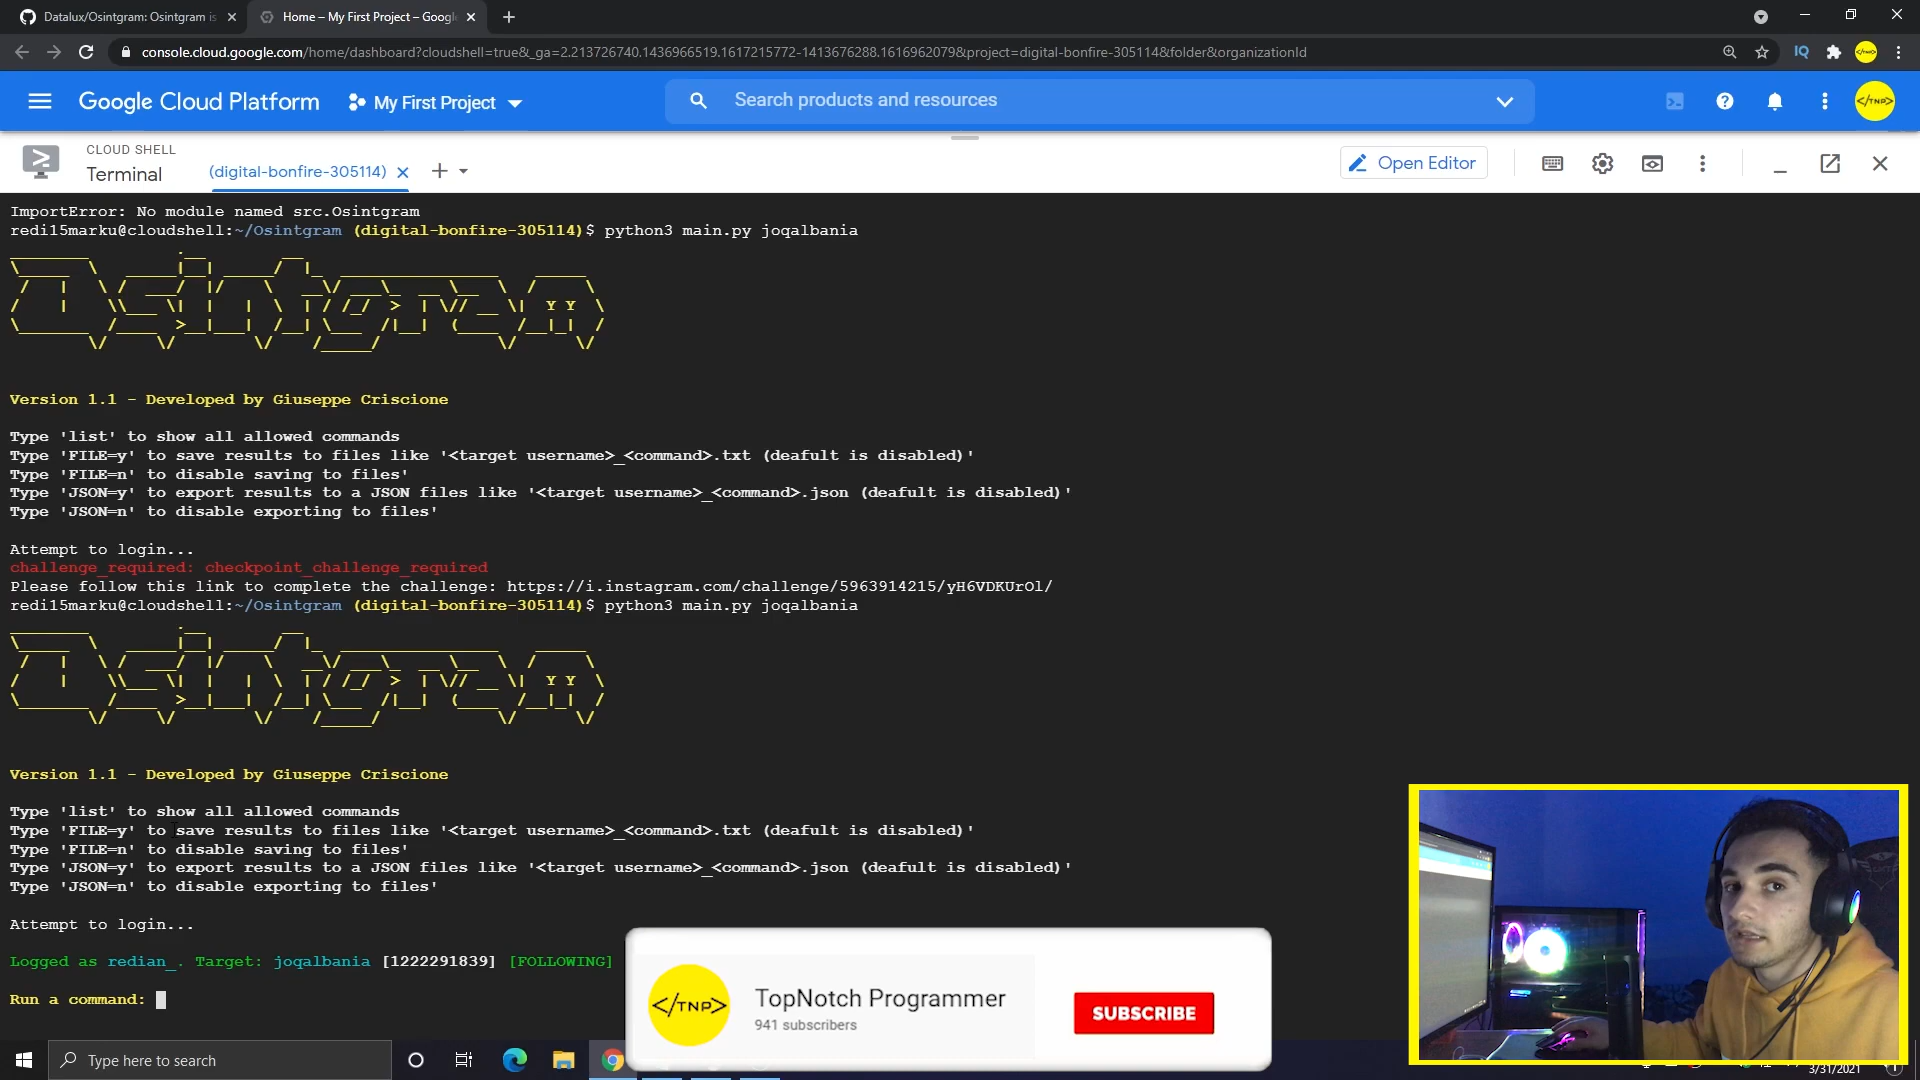 Datalux/Osintgram: Osintgram is
Home – My First Project – Google
console.cloud.google.com/home/dashboard?cloudshell=true&_ga=2.213726740.1436966519.1617215772-1413676288.1616962079&project=digital-bonfire-305114&folder&organizationId
IQ
Google Cloud Platform
My First Project
Search products and resources
</TNP>
CLOUD SHELL
Terminal
(digital-bonfire-305114)
Open Editor
ImportError: No module named src.Osintgram
redi15marku@cloudshell:~/Osintgram (digital-bonfire-305114)$ python3 main.py joqalbania
Osintgram
Version 1.1 - Developed by Giuseppe Criscione
Type 'list' to show all allowed commands
Type 'FILE=y' to save results to files like '<target username>_<command>.txt (deafult is disabled)'
Type 'FILE=n' to disable saving to files'
Type 'JSON=y' to export results to a JSON files like '<target username>_<command>.json (deafult is disabled)'
Type 'JSON=n' to disable exporting to files'
Attempt to login...
challenge_required: checkpoint_challenge_required
Please follow this link to complete the challenge: https://i.instagram.com/challenge/5963914215/yH6VDKUrOl/
redi15marku@cloudshell:~/Osintgram (digital-bonfire-305114)$ python3 main.py joqalbania
Osintgram
Version 1.1 - Developed by Giuseppe Criscione
Type 'list' to show all allowed commands
Type 'FILE=y' to save results to files like '<target username>_<command>.txt (deafult is disabled)'
Type 'FILE=n' to disable saving to files'
Type 'JSON=y' to export results to a JSON files like '<target username>_<command>.json (deafult is disabled)'
Type 'JSON=n' to disable exporting to files'
Attempt to login...
Logged as redian_. Target: joqalbania [1222291839] [FOLLOWING]
Run a command:
</TNP>
TopNotch Programmer
941 subscribers
SUBSCRIBE
Type here to search
3/31/2021